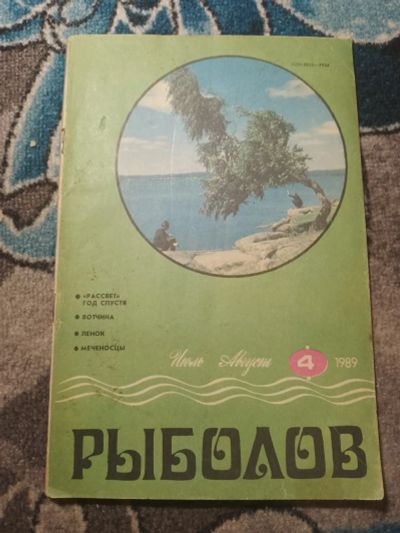 • «РАССВЕТ»
ГОД СПУСТЯ
• ВОТЧИНА
• ЛЕНОК
• МЕЧЕНОСЦЫ
Июль Август 4 1989
РЫБОЛОВ